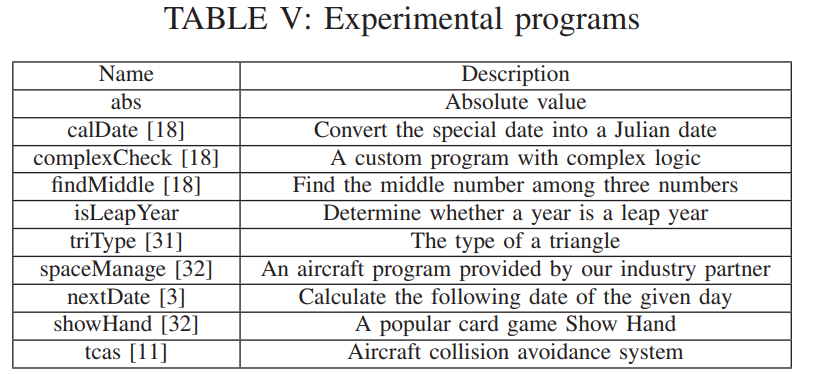 TABLE V: Experimental programs
Name Description
abs Absolute value
calDate [18] Convert the special date into a Julian date
complexCheck [18] A custom program with complex logic
findMiddle [18] Find the middle number among three numbers
isLeapYear Determine whether a year is a leap year
triType [31] The type of a triangle
spaceManage [32] An aircraft program provided by our industry partner
nextDate [3] Calculate the following date of the given day
showHand [32] A popular card game Show Hand
tcas [11] Aircraft collision avoidance system